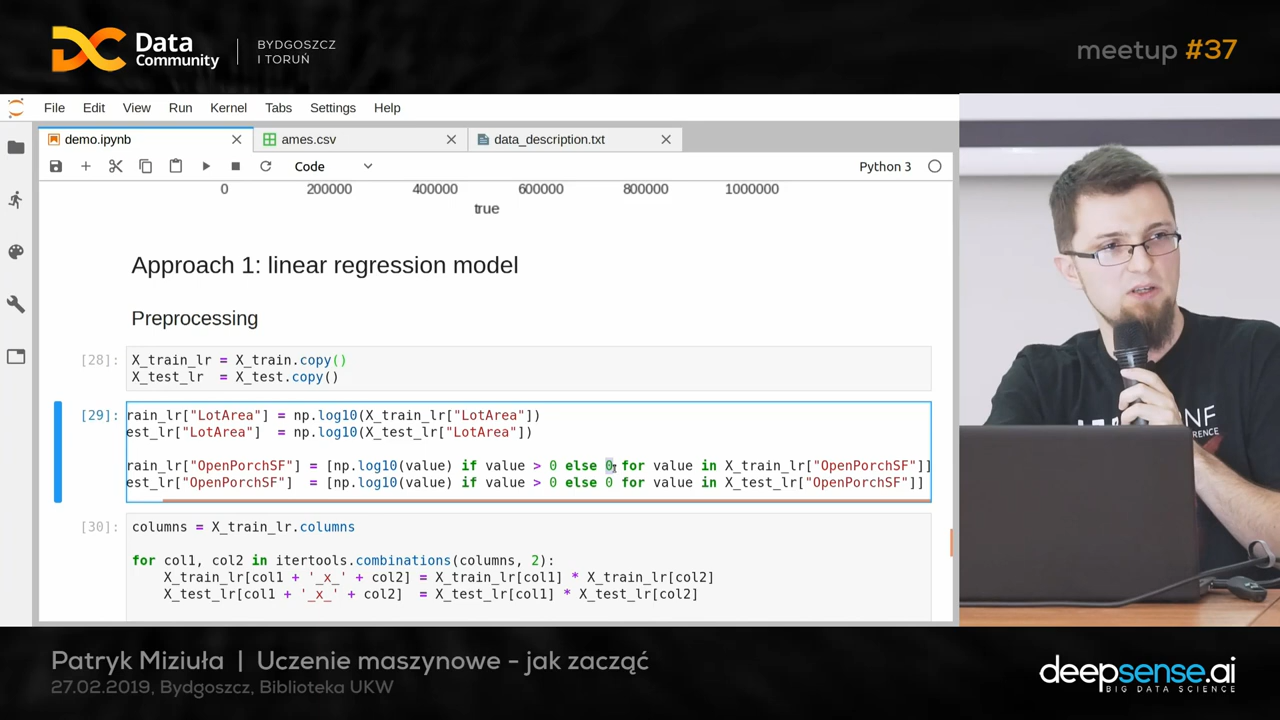 Data
Community
BYDGOSZCZ
I TORUŃ
meetup #37
File Edit View Run Kernel Tabs Settings Help
demo.ipynb
ames.csv
data_description.txt
Code
Python 3
0 200000 400000 600000 800000 1000000
true
Approach 1: linear regression model
Preprocessing
[28]: X_train_lr = X_train.copy()
X_test_lr  = X_test.copy()
[29]: rain_lr["LotArea"] = np.log10(X_train_lr["LotArea"])
est_lr["LotArea"]  = np.log10(X_test_lr["LotArea"])
rain_lr["OpenPorchSF"] = [np.log10(value) if value > 0 else 0 for value in X_train_lr["OpenPorchSF"]]
est_lr["OpenPorchSF"]  = [np.log10(value) if value > 0 else 0 for value in X_test_lr["OpenPorchSF"]]
[30]: columns = X_train_lr.columns
for col1, col2 in itertools.combinations(columns, 2):
    X_train_lr[col1 + '_x_' + col2] = X_train_lr[col1] * X_train_lr[col2]
    X_test_lr[col1 + '_x_' + col2]  = X_test_lr[col1] * X_test_lr[col2]
Patryk Miziuła | Uczenie maszynowe - jak zacząć
27.02.2019, Bydgoszcz, Biblioteka UKW
deepsense.ai
BIG DATA SCIENCE